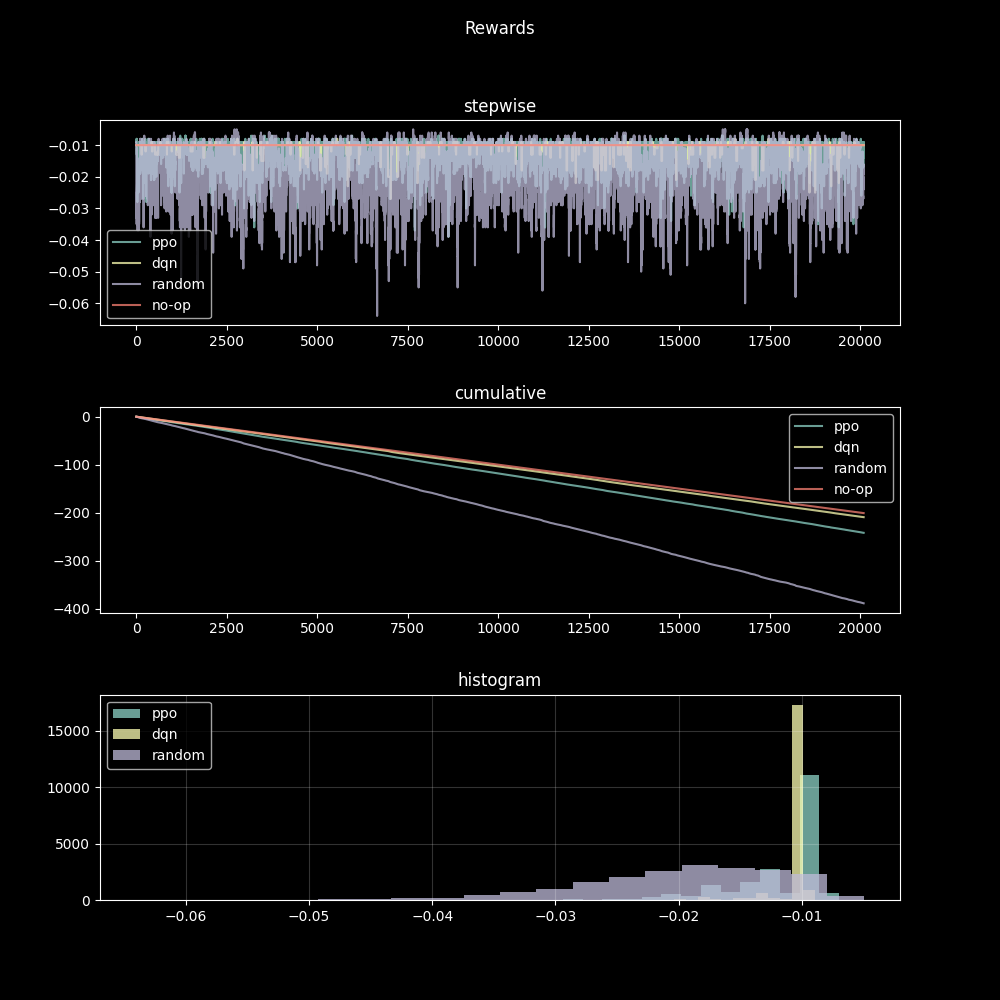 Rewards
stepwise
−0.01
−0.02
−0.03
−0.04
−0.05
−0.06
ppo
dqn
random
no-op
0 2500 5000 7500 10000 12500 15000 17500 20000
cumulative
0
−100
−200
−300
−400
ppo
dqn
random
no-op
0 2500 5000 7500 10000 12500 15000 17500 20000
histogram
15000
10000
5000
0
ppo
dqn
random
−0.06 −0.05 −0.04 −0.03 −0.02 −0.01